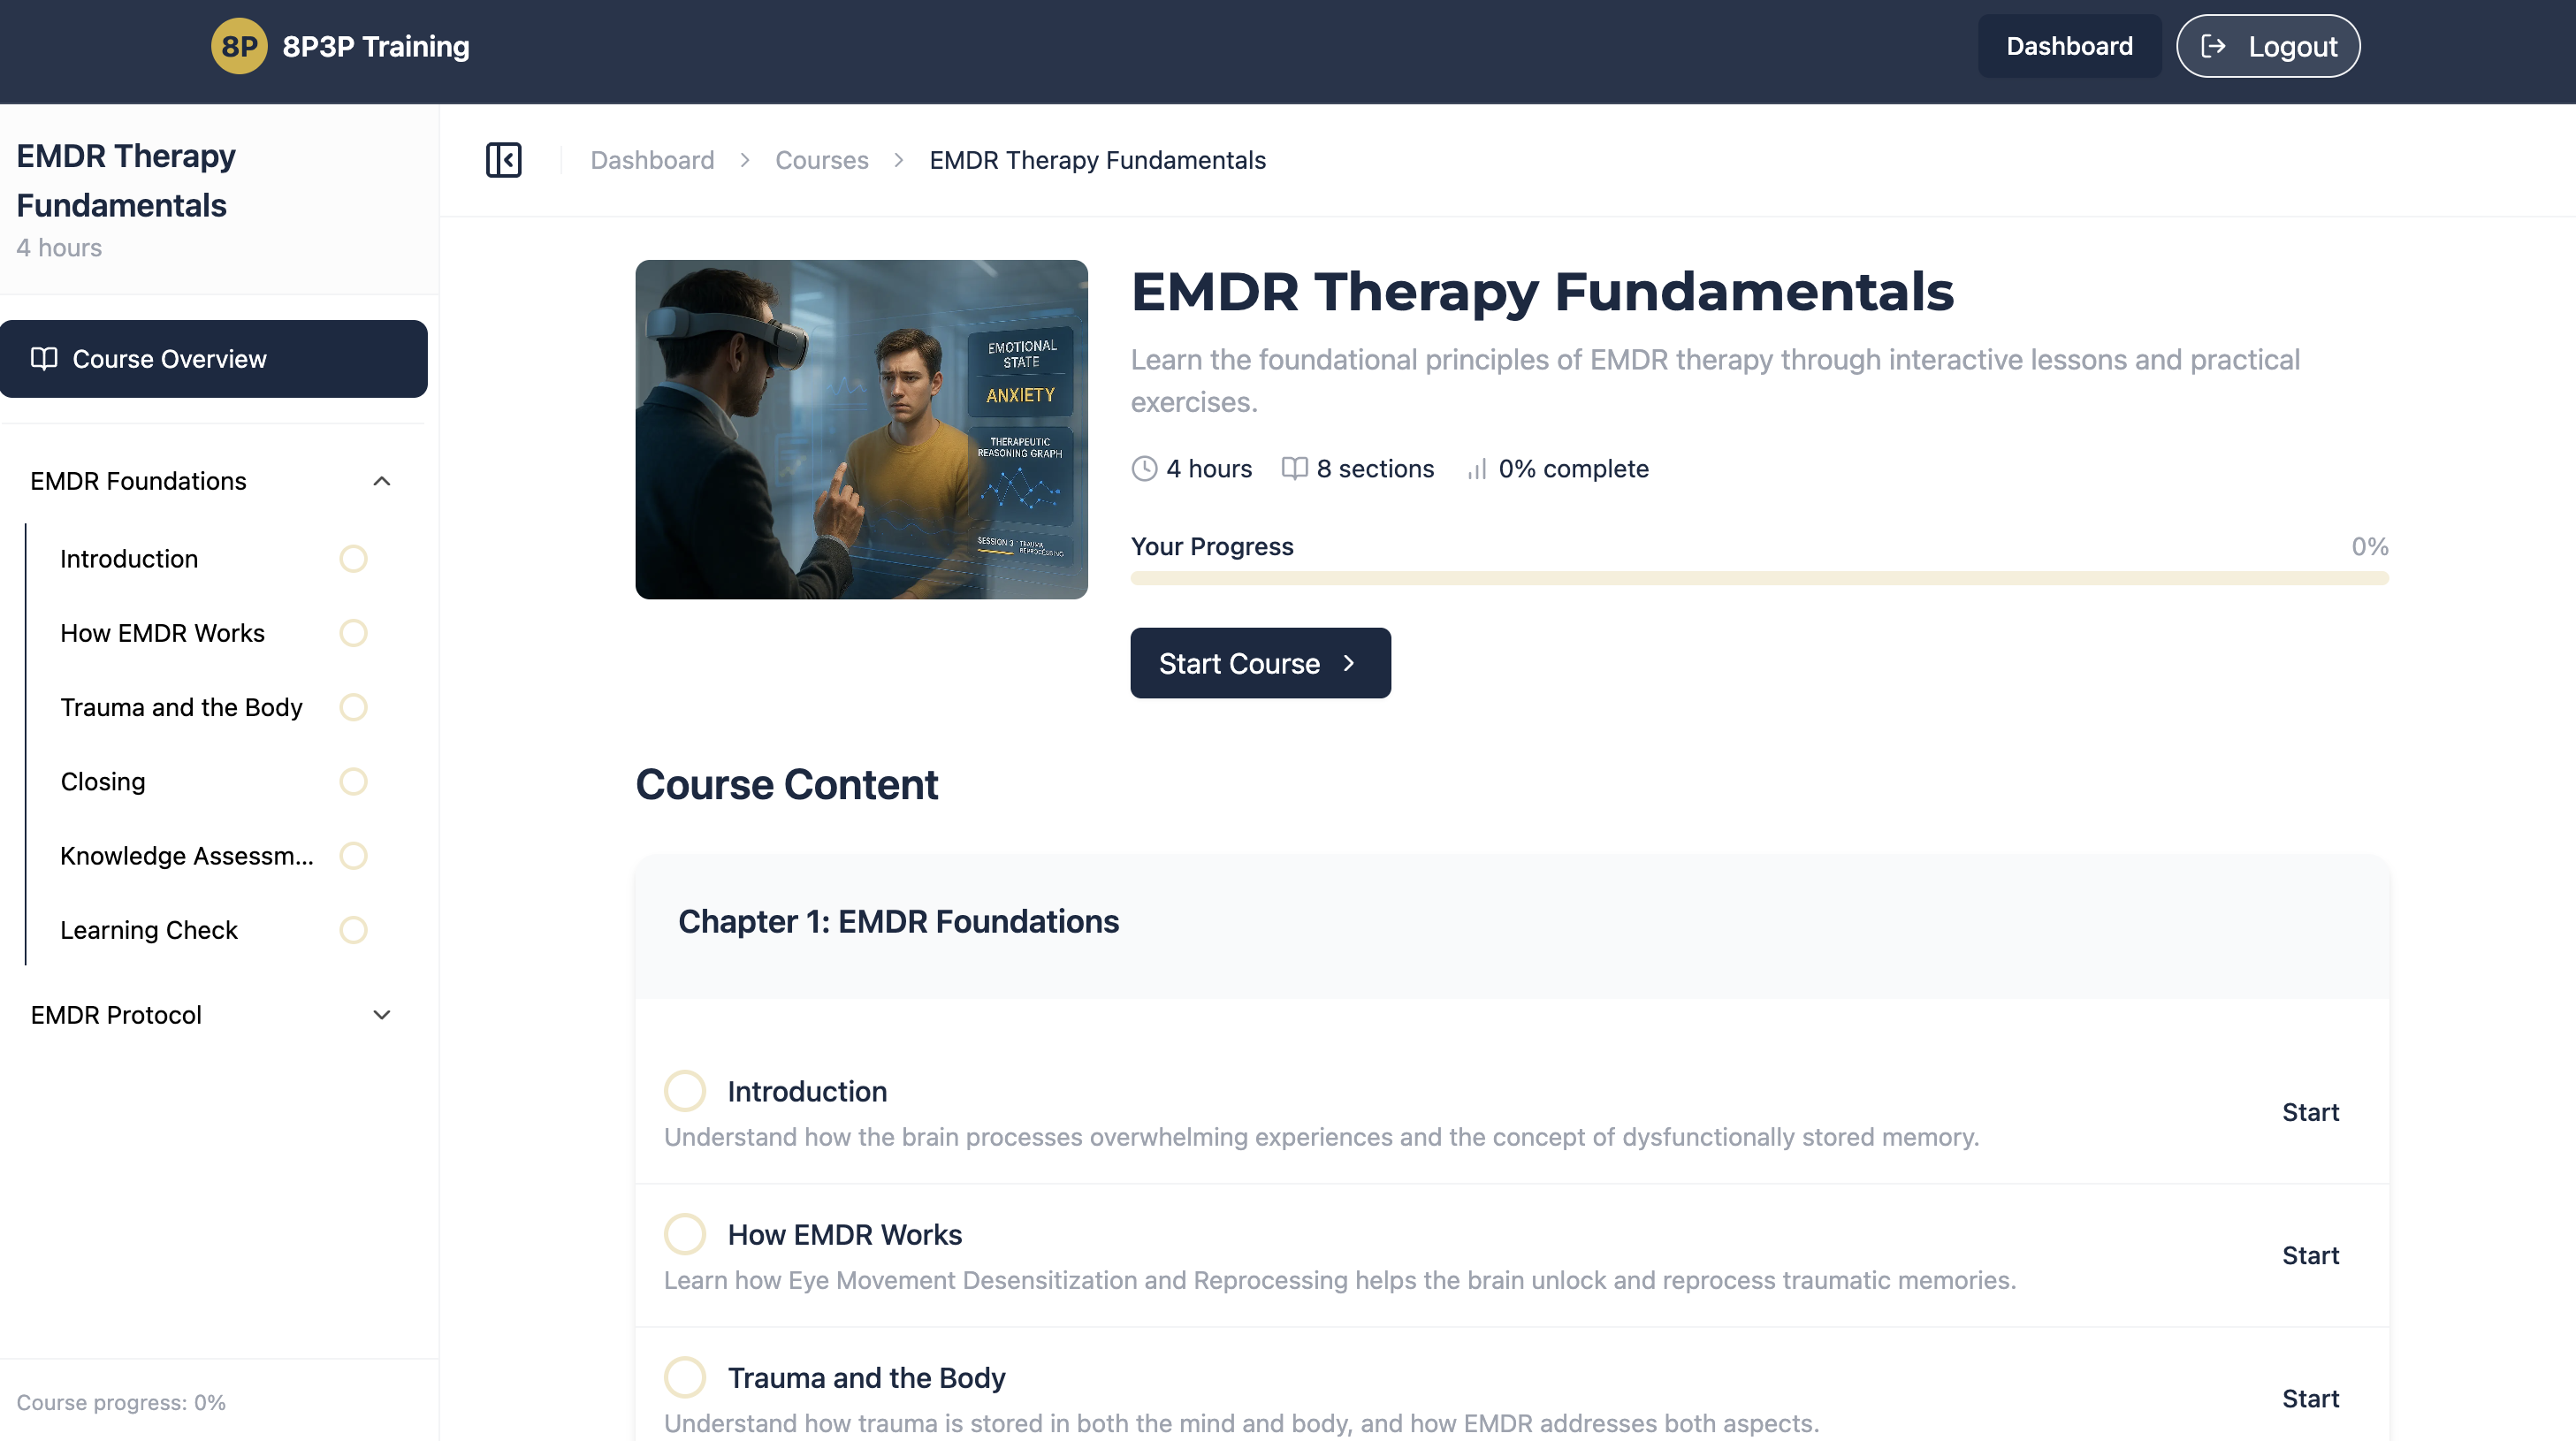 8P 8P3P Training
Dashboard
Logout
EMDR Therapy
Fundamentals
4 hours
Course Overview
EMDR Foundations
Introduction
How EMDR Works
Trauma and the Body
Closing
Knowledge Assessm...
Learning Check
EMDR Protocol
Course progress: 0%
Dashboard > Courses > EMDR Therapy Fundamentals
EMOTIONAL
STATE
ANXIETY
THERAPEUTIC
REASONING GRAPH
SESSION 3 TRAUMA
REPROCESSING
EMDR Therapy Fundamentals
Learn the foundational principles of EMDR therapy through interactive lessons and practical
exercises.
4 hours 8 sections 0% complete
Your Progress 0%
Start Course
Course Content
Chapter 1: EMDR Foundations
Introduction
Understand how the brain processes overwhelming experiences and the concept of dysfunctionally stored memory.
Start
How EMDR Works
Learn how Eye Movement Desensitization and Reprocessing helps the brain unlock and reprocess traumatic memories.
Start
Trauma and the Body
Understand how trauma is stored in both the mind and body, and how EMDR addresses both aspects.
Start